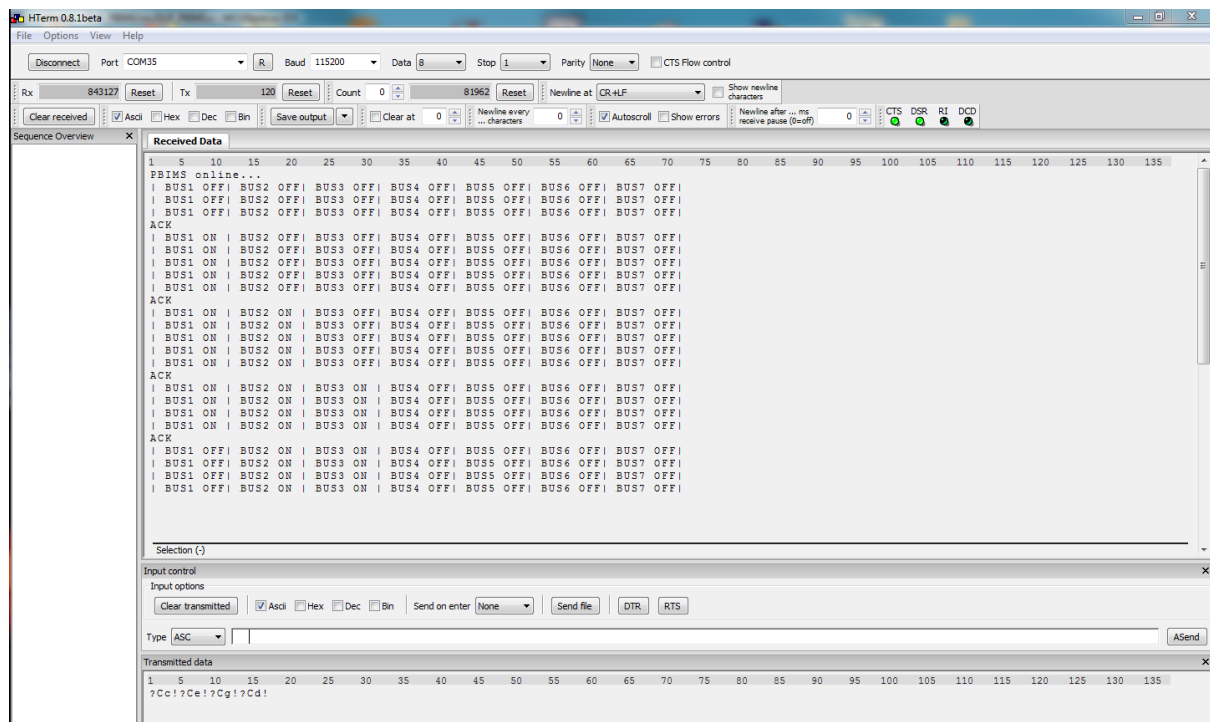 HTerm 0.8.1beta
File Options View Help
Disconnect Port COM35 R Baud 115200 Data 8 Stop 1 Parity None CTS Flow control
Rx 843127 Reset Tx 120 Reset Count 0 81962 Reset Newline at CR+LF Show newline characters
Clear received Ascii Hex Dec Bin Save output Clear at 0 Newline every ... characters 0 Autoscroll Show errors Newline after ... ms receive pause (0=off) 0 CTS DSR RI DCD
Sequence Overview X
Received Data
1 5 10 15 20 25 30 35 40 45 50 55 60 65 70 75 80 85 90 95 100 105 110 115 120 125 130 135
PBIMS online...
| BUS1 OFF| BUS2 OFF| BUS3 OFF| BUS4 OFF| BUS5 OFF| BUS6 OFF| BUS7 OFF|
| BUS1 OFF| BUS2 OFF| BUS3 OFF| BUS4 OFF| BUS5 OFF| BUS6 OFF| BUS7 OFF|
| BUS1 OFF| BUS2 OFF| BUS3 OFF| BUS4 OFF| BUS5 OFF| BUS6 OFF| BUS7 OFF|
ACK
| BUS1 ON | BUS2 OFF| BUS3 OFF| BUS4 OFF| BUS5 OFF| BUS6 OFF| BUS7 OFF|
| BUS1 ON | BUS2 OFF| BUS3 OFF| BUS4 OFF| BUS5 OFF| BUS6 OFF| BUS7 OFF|
| BUS1 ON | BUS2 OFF| BUS3 OFF| BUS4 OFF| BUS5 OFF| BUS6 OFF| BUS7 OFF|
| BUS1 ON | BUS2 OFF| BUS3 OFF| BUS4 OFF| BUS5 OFF| BUS6 OFF| BUS7 OFF|
| BUS1 ON | BUS2 OFF| BUS3 OFF| BUS4 OFF| BUS5 OFF| BUS6 OFF| BUS7 OFF|
ACK
| BUS1 ON | BUS2 ON | BUS3 OFF| BUS4 OFF| BUS5 OFF| BUS6 OFF| BUS7 OFF|
| BUS1 ON | BUS2 ON | BUS3 OFF| BUS4 OFF| BUS5 OFF| BUS6 OFF| BUS7 OFF|
| BUS1 ON | BUS2 ON | BUS3 OFF| BUS4 OFF| BUS5 OFF| BUS6 OFF| BUS7 OFF|
| BUS1 ON | BUS2 ON | BUS3 OFF| BUS4 OFF| BUS5 OFF| BUS6 OFF| BUS7 OFF|
| BUS1 ON | BUS2 ON | BUS3 OFF| BUS4 OFF| BUS5 OFF| BUS6 OFF| BUS7 OFF|
ACK
| BUS1 ON | BUS2 ON | BUS3 ON | BUS4 OFF| BUS5 OFF| BUS6 OFF| BUS7 OFF|
| BUS1 ON | BUS2 ON | BUS3 ON | BUS4 OFF| BUS5 OFF| BUS6 OFF| BUS7 OFF|
| BUS1 ON | BUS2 ON | BUS3 ON | BUS4 OFF| BUS5 OFF| BUS6 OFF| BUS7 OFF|
| BUS1 ON | BUS2 ON | BUS3 ON | BUS4 OFF| BUS5 OFF| BUS6 OFF| BUS7 OFF|
ACK
| BUS1 OFF| BUS2 ON | BUS3 ON | BUS4 OFF| BUS5 OFF| BUS6 OFF| BUS7 OFF|
| BUS1 OFF| BUS2 ON | BUS3 ON | BUS4 OFF| BUS5 OFF| BUS6 OFF| BUS7 OFF|
| BUS1 OFF| BUS2 ON | BUS3 ON | BUS4 OFF| BUS5 OFF| BUS6 OFF| BUS7 OFF|
| BUS1 OFF| BUS2 ON | BUS3 ON | BUS4 OFF| BUS5 OFF| BUS6 OFF| BUS7 OFF|
Selection (-)
Input control
Input options
Clear transmitted Ascii Hex Dec Bin Send on enter None Send file DTR RTS
Type ASC ASend
Transmitted data
1 5 10 15 20 25 30 35 40 45 50 55 60 65 70 75 80 85 90 95 100 105 110 115 120 125 130 135
?Cc!?Ce!?Cg!?Cd!